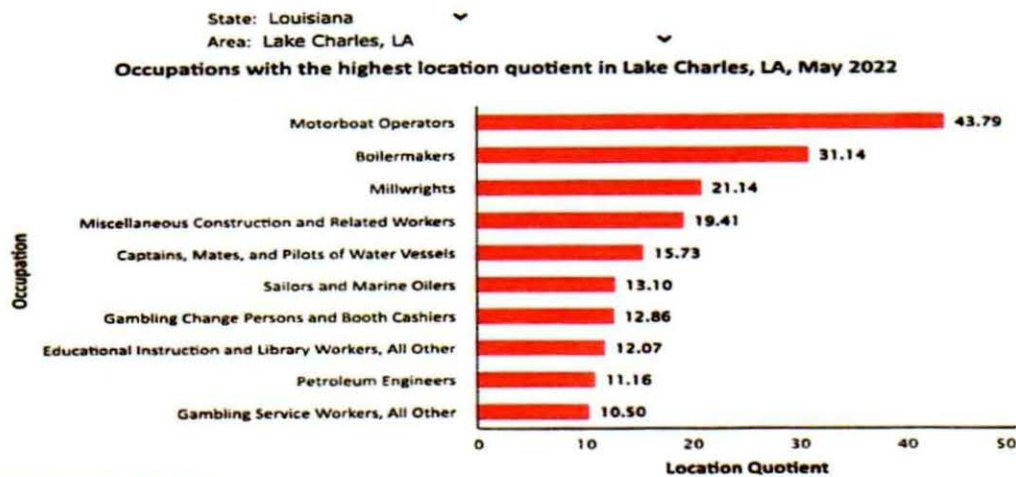 State: Louisiana
Area: Lake Charles, LA
Occupations with the highest location quotient in Lake Charles, LA, May 2022
Occupation
Motorboat Operators 43.79
Boilermakers 31.14
Millwrights 21.14
Miscellaneous Construction and Related Workers 19.41
Captains, Mates, and Pilots of Water Vessels 15.73
Sailors and Marine Oilers 13.10
Gambling Change Persons and Booth Cashiers 12.86
Educational Instruction and Library Workers, All Other 12.07
Petroleum Engineers 11.16
Gambling Service Workers, All Other 10.50
0 10 20 30 40 50
Location Quotient